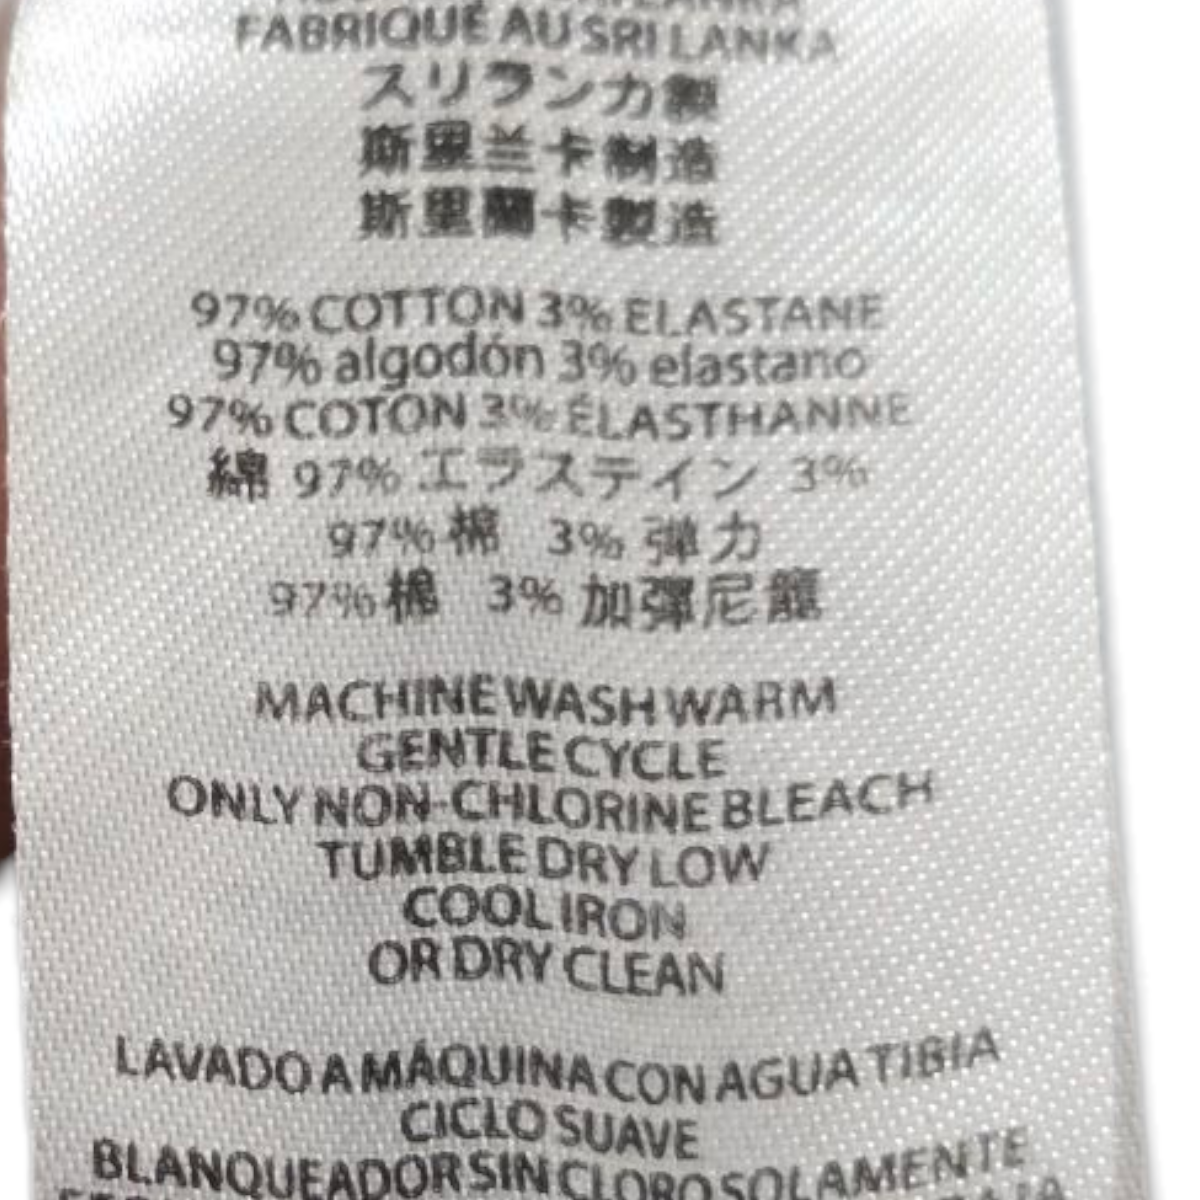 FABRIQUÉ AU SRI LANKA
スリランカ製
斯里兰卡制造
斯里蘭卡製造
97% COTTON 3% ELASTANE
97% algodón 3% elastano
97% COTON 3% ÉLASTHANNE
綿 97% エラステイン 3%
97% 棉 3% 弹力
97% 棉 3% 加彈尼龍
MACHINE WASH WARM
GENTLE CYCLE
ONLY NON-CHLORINE BLEACH
TUMBLE DRY LOW
COOL IRON
OR DRY CLEAN
LAVADO A MÁQUINA CON AGUA TIBIA
CICLO SUAVE
BLANQUEADOR SIN CLORO SOLAMENTE